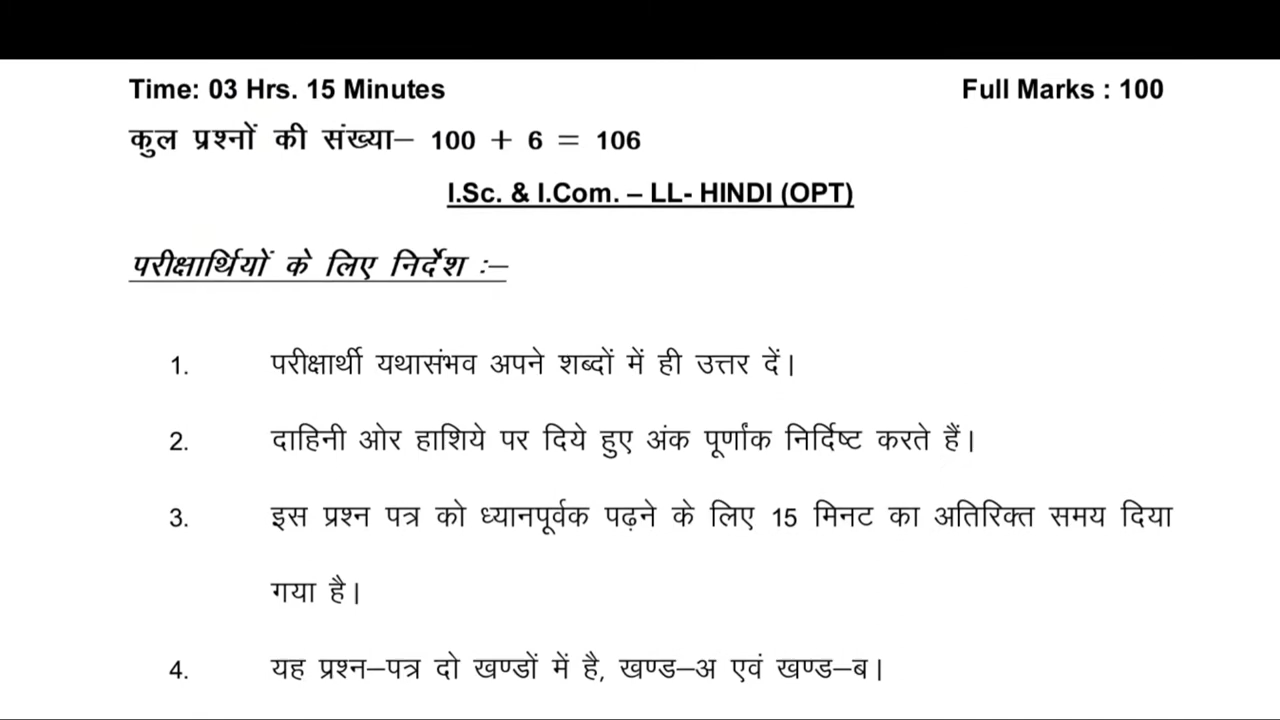 Time: 03 Hrs. 15 Minutes Full Marks : 100
कुल प्रश्नों की संख्या– 100 + 6 = 106
I.Sc. & I.Com. – LL- HINDI (OPT)
परीक्षार्थियों के लिए निर्देश :–
1. परीक्षार्थी यथासंभव अपने शब्दों में ही उत्तर दें।
2. दाहिनी ओर हाशिये पर दिये हुए अंक पूर्णांक निर्दिष्ट करते हैं।
3. इस प्रश्न पत्र को ध्यानपूर्वक पढ़ने के लिए 15 मिनट का अतिरिक्त समय दिया
गया है।
4. यह प्रश्न–पत्र दो खण्डों में है, खण्ड–अ एवं खण्ड–ब।